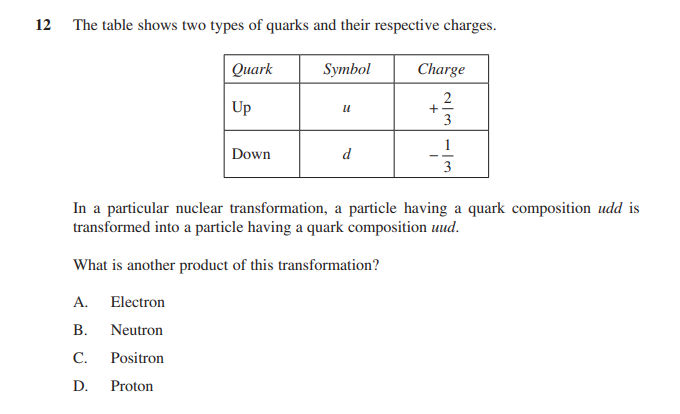 12 The table shows two types of quarks and their respective charges.
Quark Symbol Charge
Up u +2/3
Down d −1/3
In a particular nuclear transformation, a particle having a quark composition udd is
transformed into a particle having a quark composition uud.
What is another product of this transformation?
A. Electron
B. Neutron
C. Positron
D. Proton